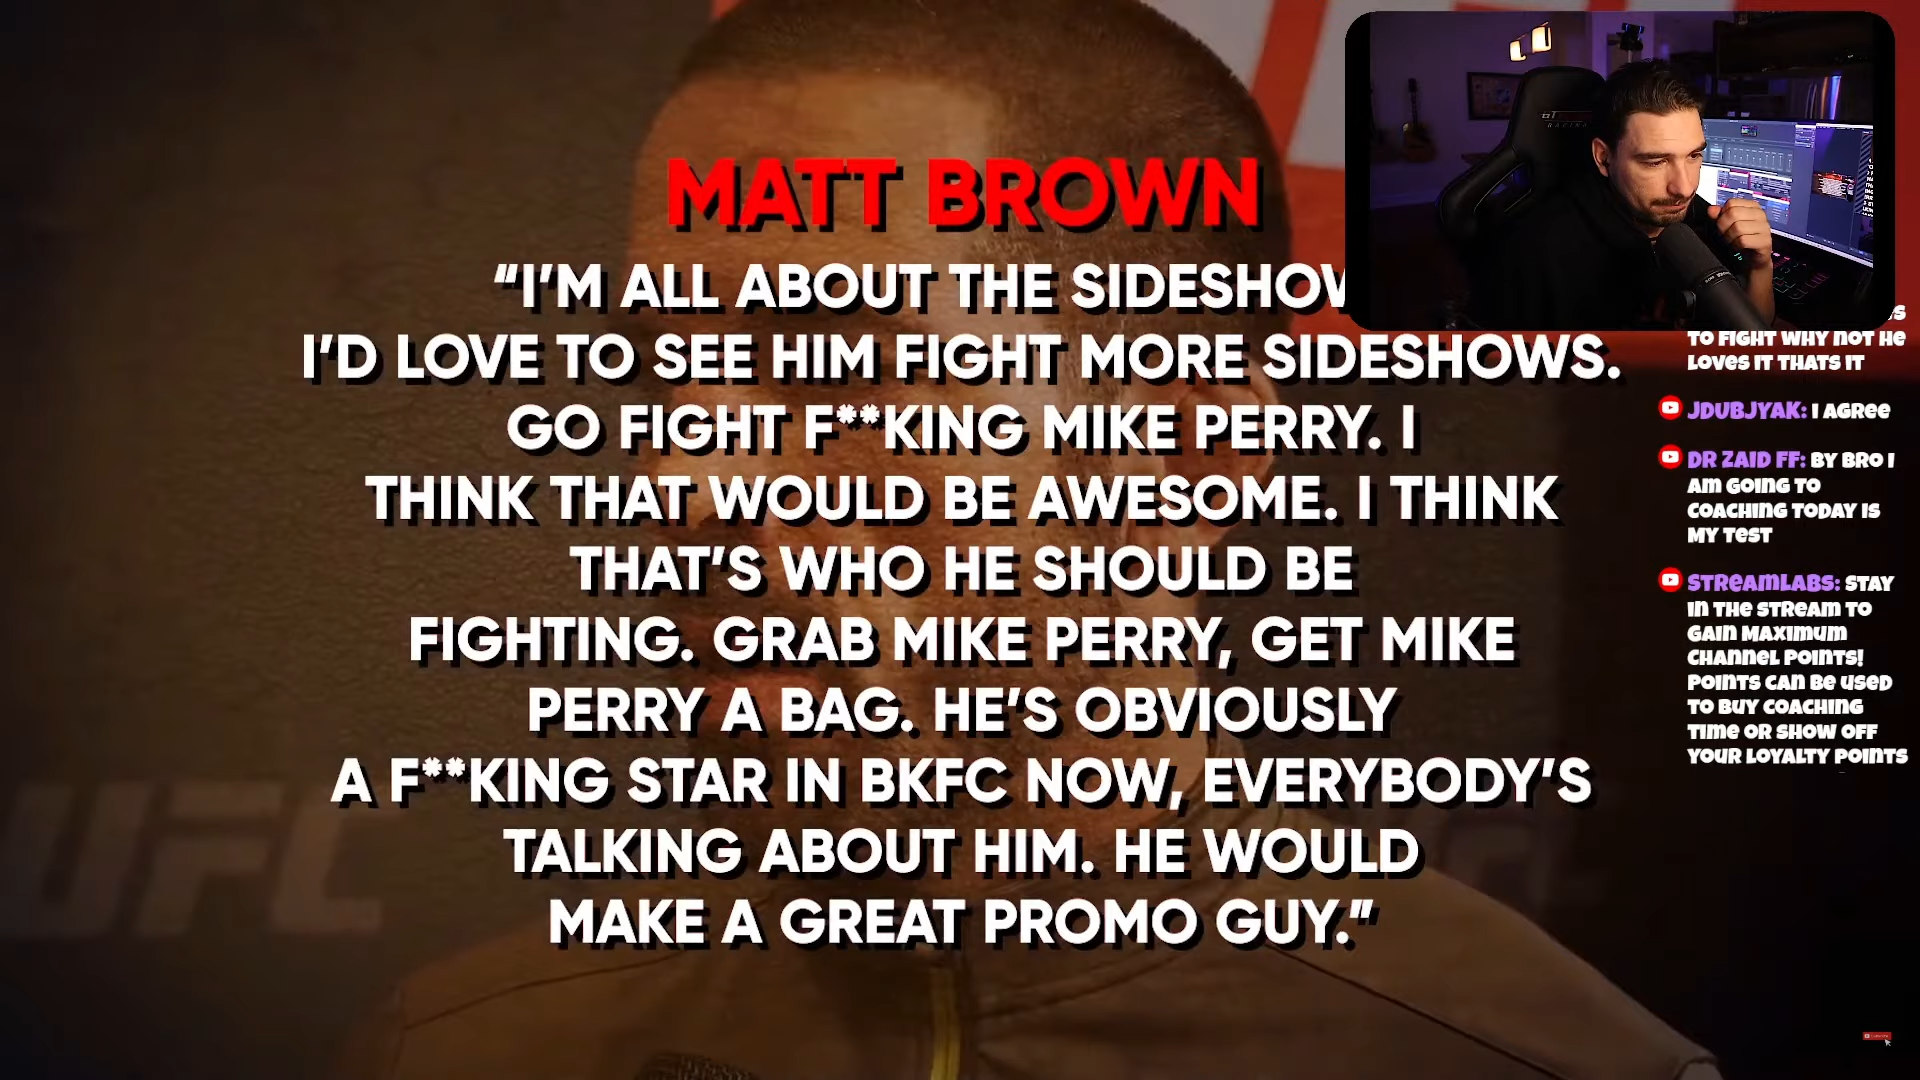 MATT BROWN
“I’M ALL ABOUT THE
I’D LOVE TO SEE HIM FIGHT MORE SIDESHOWS.
GO FIGHT F**KING MIKE PERRY. I
THINK THAT WOULD BE AWESOME. I THINK
THAT’S WHO HE SHOULD BE
FIGHTING. GRAB MIKE PERRY, GET MIKE
PERRY A BAG. HE’S OBVIOUSLY
A F**KING STAR IN BKFC NOW, EVERYBODY’S
TALKING ABOUT HIM. HE WOULD
MAKE A GREAT PROMO GUY.”
UFC
TO FIGHT WHY NOT HE
LOVES IT THATS IT
JDUBJYAK: I AGREE
DR ZAID FF: BY BRO I
AM GOING TO
COACHING TODAY IS
MY TEST
STREAMLABS: STAY
IN THE STREAM TO
GAIN MAXIMUM
CHANNEL POINTS!
POINTS CAN BE USED
TO BUY COACHING
TIME OR SHOW OFF
YOUR LOYALTY POINTS